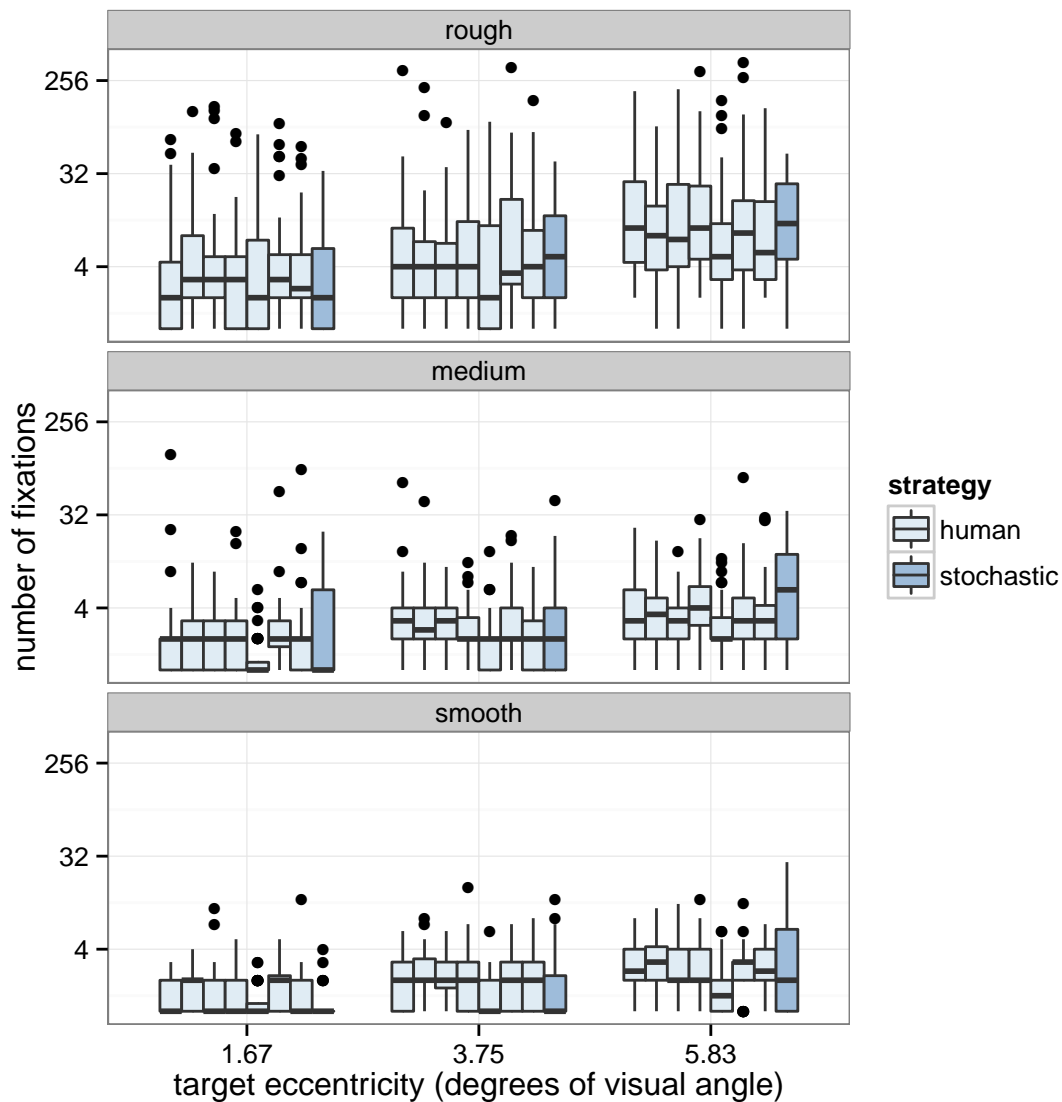 rough
256
32
4
medium
256
32
4
smooth
256
32
4
1.67 3.75 5.83
target eccentricity (degrees of visual angle)
number of fixations
strategy
human
stochastic